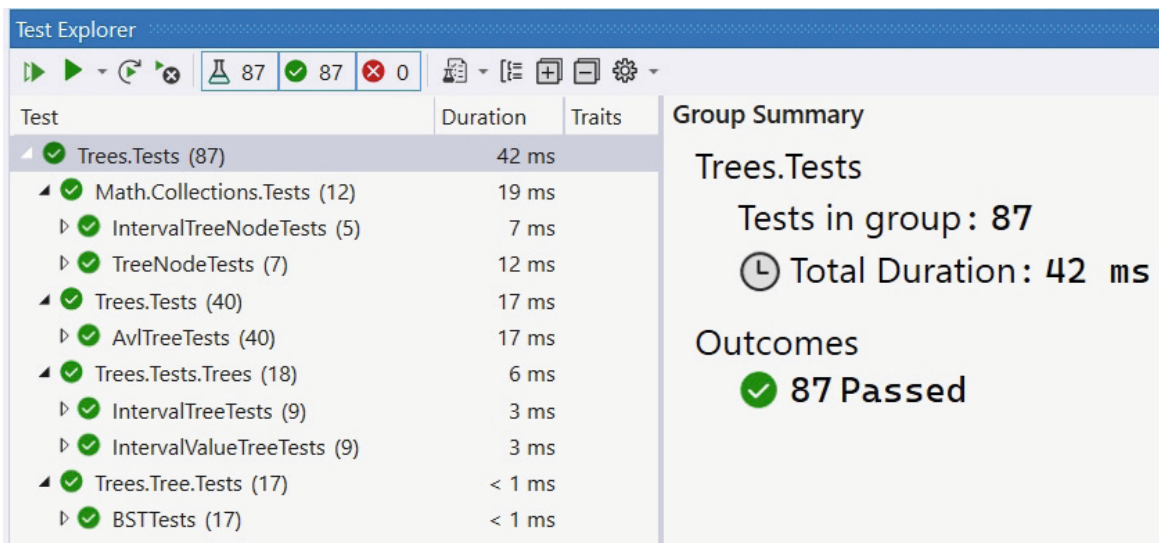 Test Explorer
87 87 0
Test Duration Traits
Trees.Tests (87) 42 ms
Math.Collections.Tests (12) 19 ms
IntervalTreeNodeTests (5) 7 ms
TreeNodeTests (7) 12 ms
Trees.Tests (40) 17 ms
AvlTreeTests (40) 17 ms
Trees.Tests.Trees (18) 6 ms
IntervalTreeTests (9) 3 ms
IntervalValueTreeTests (9) 3 ms
Trees.Tree.Tests (17) < 1 ms
BSTTests (17) < 1 ms
Group Summary
Trees.Tests
Tests in group: 87
Total Duration: 42 ms
Outcomes
87 Passed